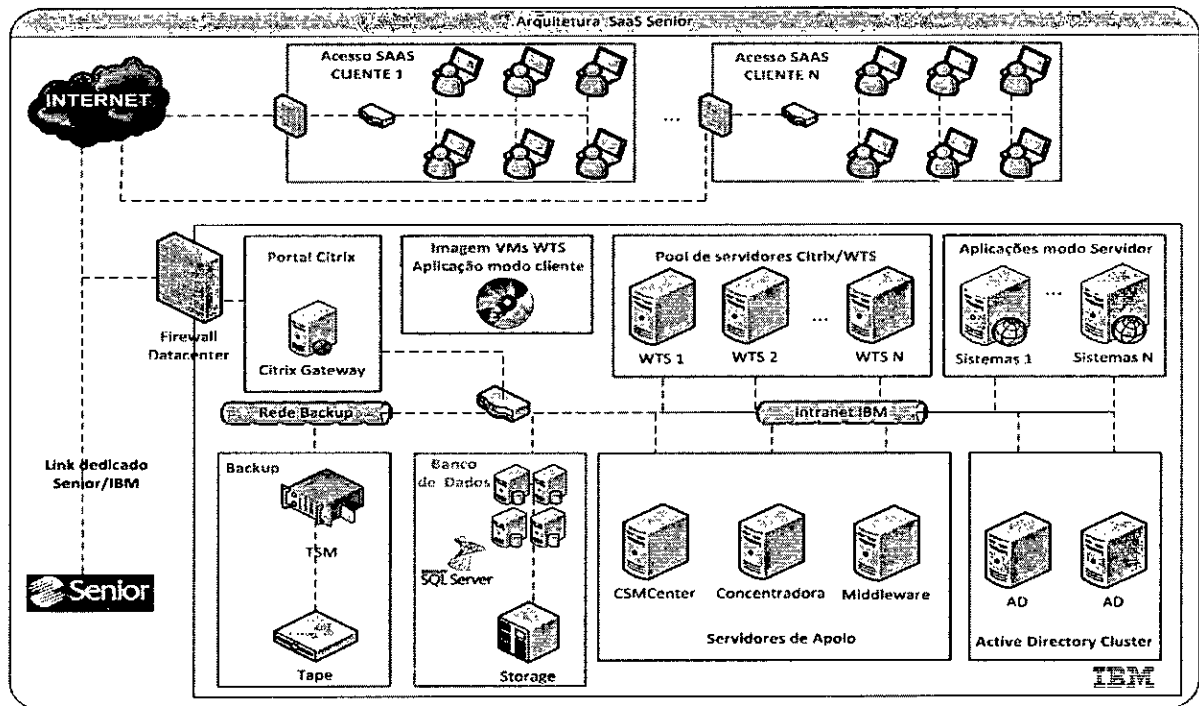 Arquitetura SaaS Senior
INTERNET
Acesso SAAS
CLIENTE 1
...
Acesso SAAS
CLIENTE N
Firewall
Datacenter
Portal Citrix
Citrix Gateway
Imagem VMs WTS
Aplicação modo cliente
Pool de servidores Citrix/WTS
WTS 1
WTS 2
...
WTS N
Aplicações modo Servidor
...
Sistemas 1
Sistemas N
Rede Backup
Intranet IBM
Link dedicado
Senior/IBM
Senior
Backup
TSM
Tape
Banco
de Dados
SQL Server
Storage
CSMCenter
Concentradora
Middleware
Servidores de Apoio
AD
AD
Active Directory Cluster
IBM